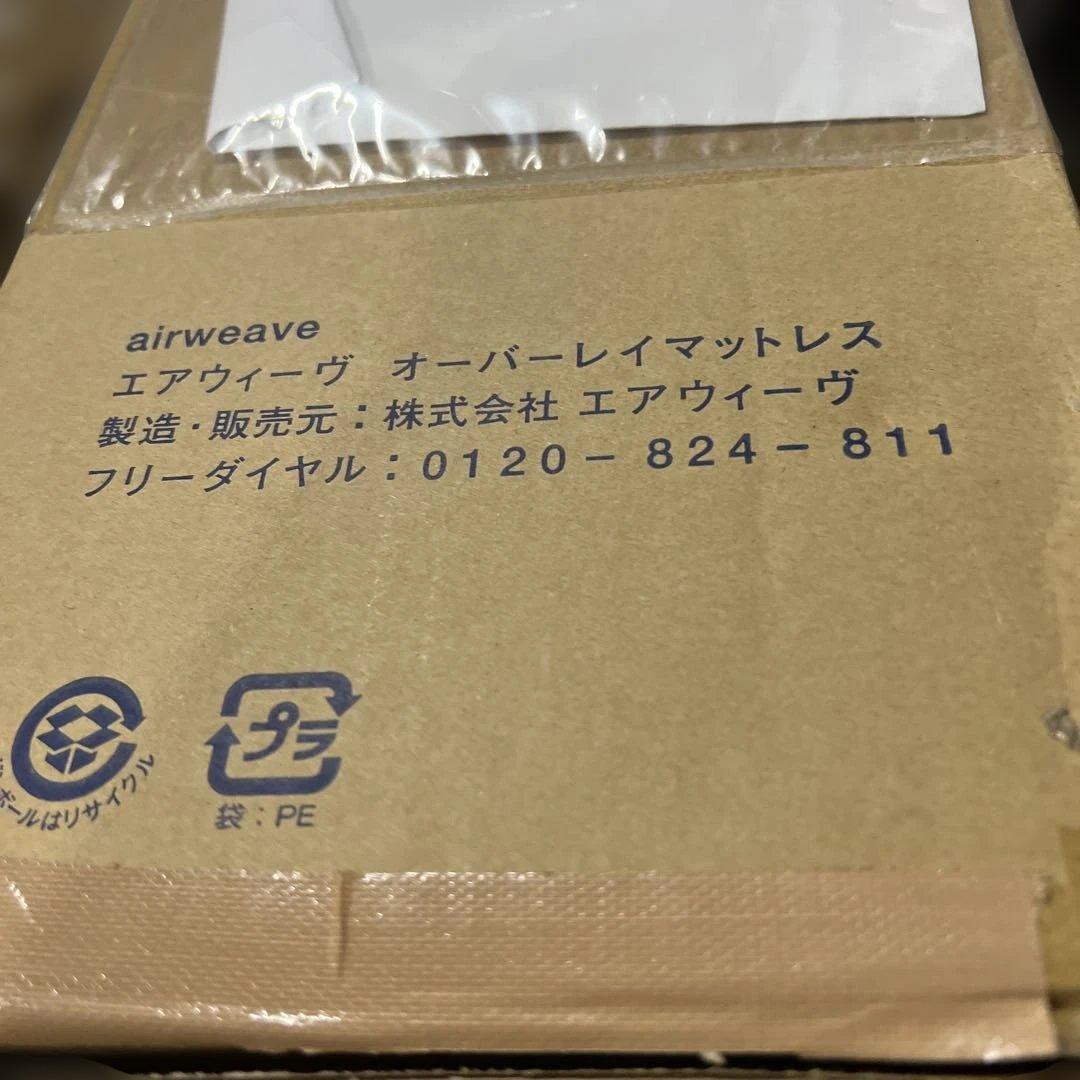 airweave
エアウィーヴ オーバーレイマットレス
製造・販売元：株式会社 エアウィーヴ
フリーダイヤル：0120－824－811
ボールはリサイクル
プラ
袋：PE